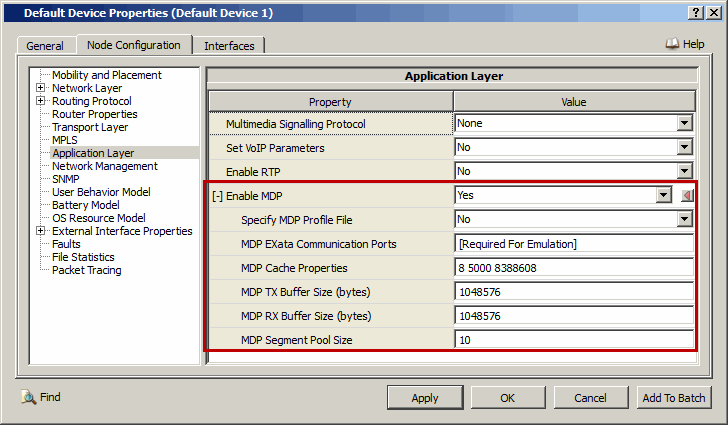 Default Device Properties (Default Device 1)
General
Node Configuration
Interfaces
Help
Mobility and Placement
Network Layer
Routing Protocol
Router Properties
Transport Layer
MPLS
Application Layer
Network Management
SNMP
User Behavior Model
Battery Model
OS Resource Model
External Interface Properties
Faults
File Statistics
Packet Tracing
Application Layer
Property Value
Multimedia Signalling Protocol None
Set VoIP Parameters No
Enable RTP No
[-] Enable MDP Yes
Specify MDP Profile File No
MDP EXata Communication Ports [Required For Emulation]
MDP Cache Properties 8 5000 8388608
MDP TX Buffer Size (bytes) 1048576
MDP RX Buffer Size (bytes) 1048576
MDP Segment Pool Size 10
Find
Apply
OK
Cancel
Add To Batch